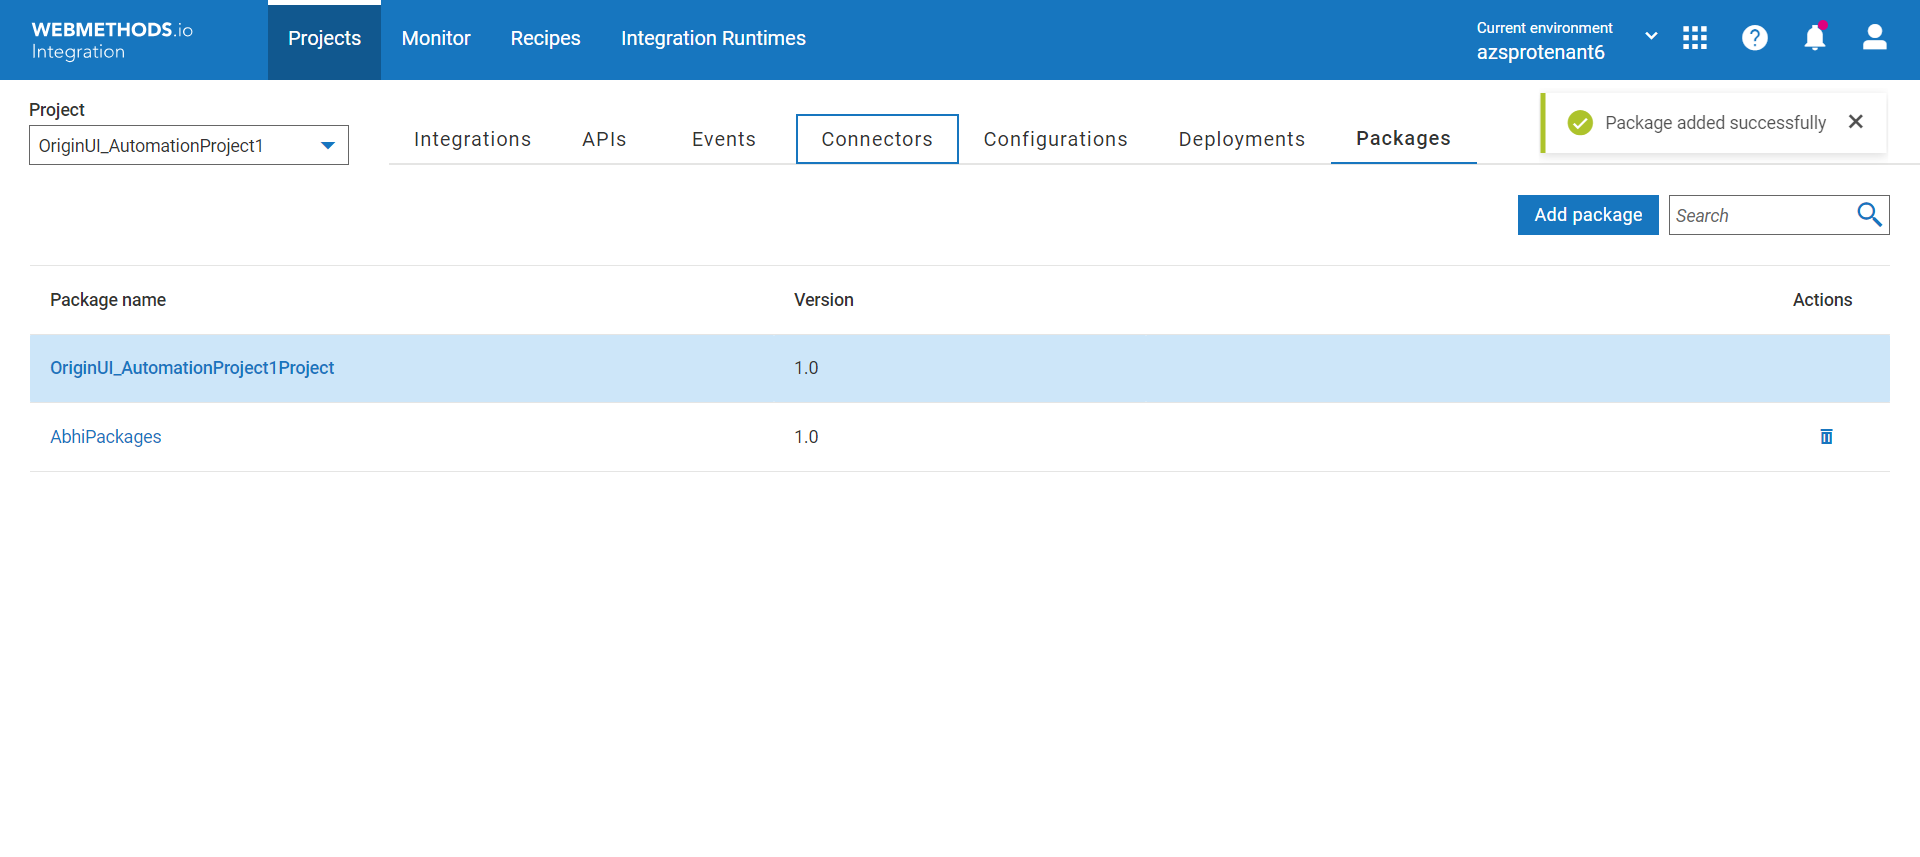 WEBMETHODS.io
Integration
Projects
Monitor
Recipes
Integration Runtimes
Current environment
azsprotenant6
Project
OriginUI_AutomationProject1
Integrations
APIs
Events
Connectors
Configurations
Deployments
Packages
Package added successfully
Add package
Search
Package name
Version
Actions
OriginUI_AutomationProject1Project
1.0
AbhiPackages
1.0